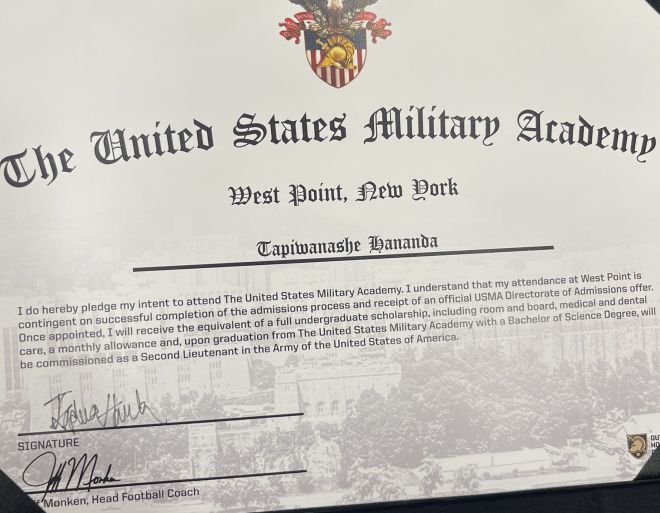 The United States Military Academy
West Point, New York
Tapiwanashe Hananda
I do hereby pledge my intent to attend The United States Military Academy. I understand that my attendance at West Point is
contingent on successful completion of the admissions process and receipt of an official USMA Directorate of Admissions offer.
Once appointed, I will receive the equivalent of a full undergraduate scholarship, including room and board, medical and dental
care, a monthly allowance and, upon graduation from The United States Military Academy with a Bachelor of Science Degree, will
be commissioned as a Second Lieutenant in the Army of the United States of America.
SIGNATURE
Jeff Monken
Monken, Head Football Coach